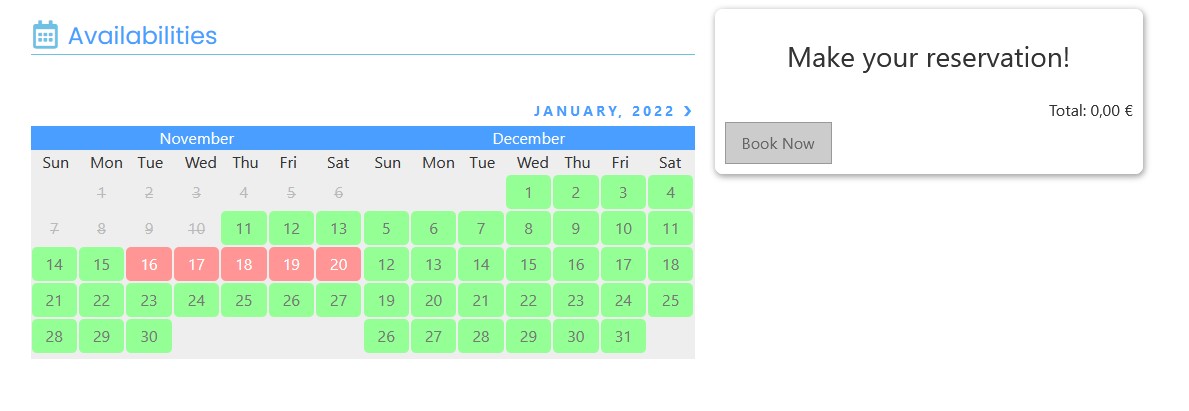 Availabilities
JANUARY, 2022
November
Sun Mon Tue Wed Thu Fri Sat
1 2 3 4 5 6
7 8 9 10 11 12 13
14 15 16 17 18 19 20
21 22 23 24 25 26 27
28 29 30
December
Sun Mon Tue Wed Thu Fri Sat
1 2 3 4
5 6 7 8 9 10 11
12 13 14 15 16 17 18
19 20 21 22 23 24 25
26 27 28 29 30 31
Make your reservation!
Total: 0,00 €
Book Now